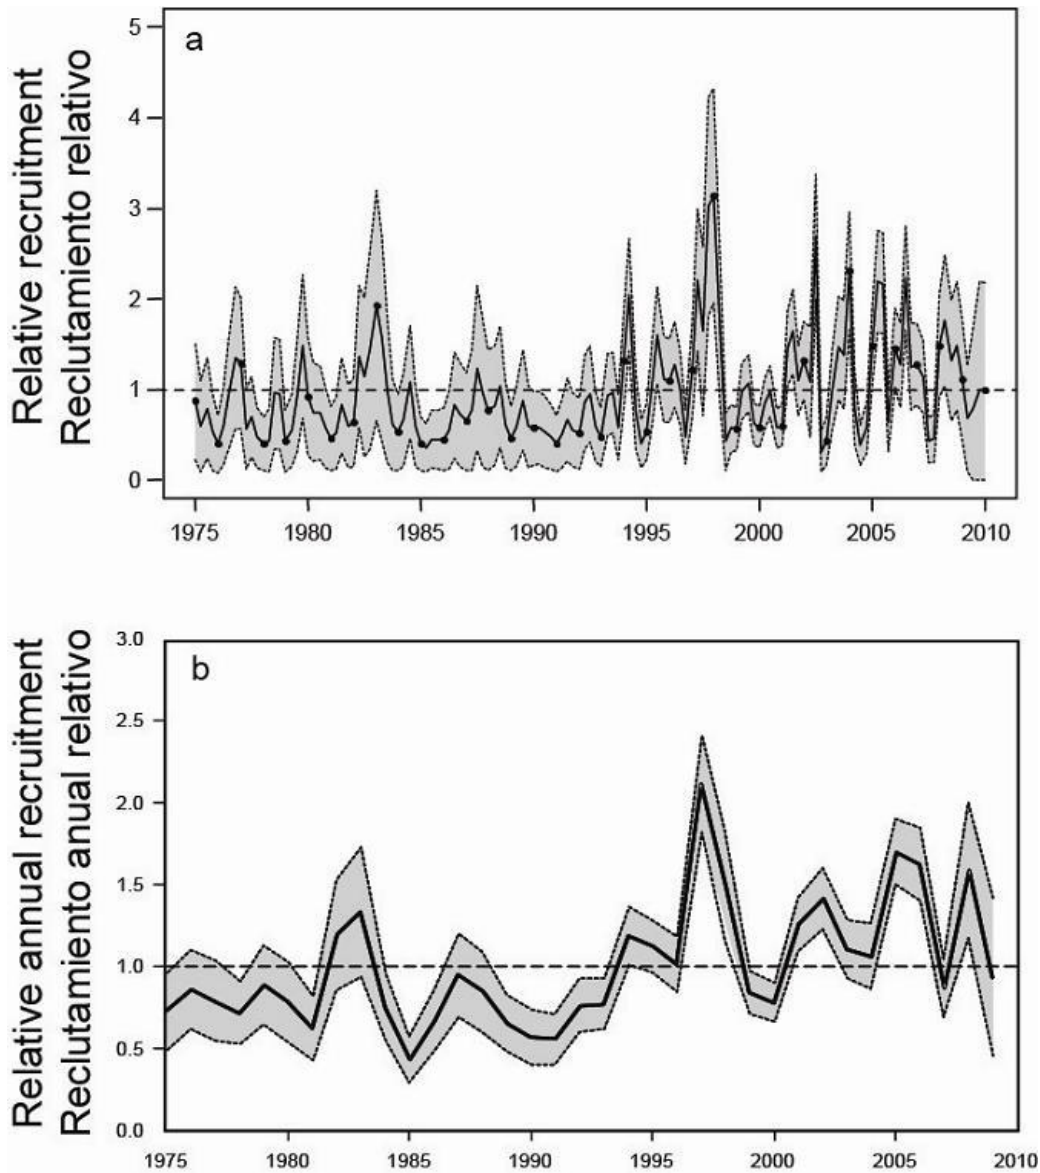 a
Relative recruitment
Reclutamiento relativo
5
4
3
2
1
0
1975 1980 1985 1990 1995 2000 2005 2010
b
Relative annual recruitment
Reclutamiento anual relativo
3.0
2.5
2.0
1.5
1.0
0.5
0.0
1975 1980 1985 1990 1995 2000 2005 2010